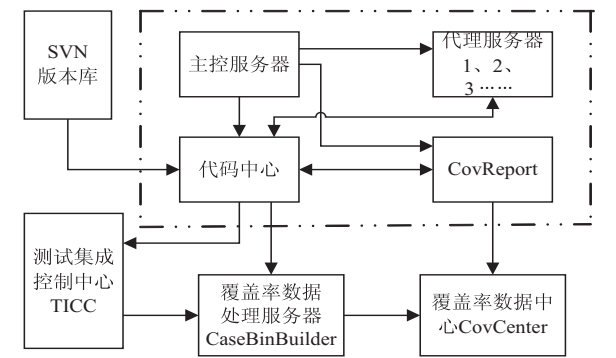 SVN
版本库
主控服务器
代理服务器
1、2、
3……
代码中心
CovReport
测试集成
控制中心
TICC
覆盖率数据
处理服务器
CaseBinBuilder
覆盖率数据中
心CovCenter